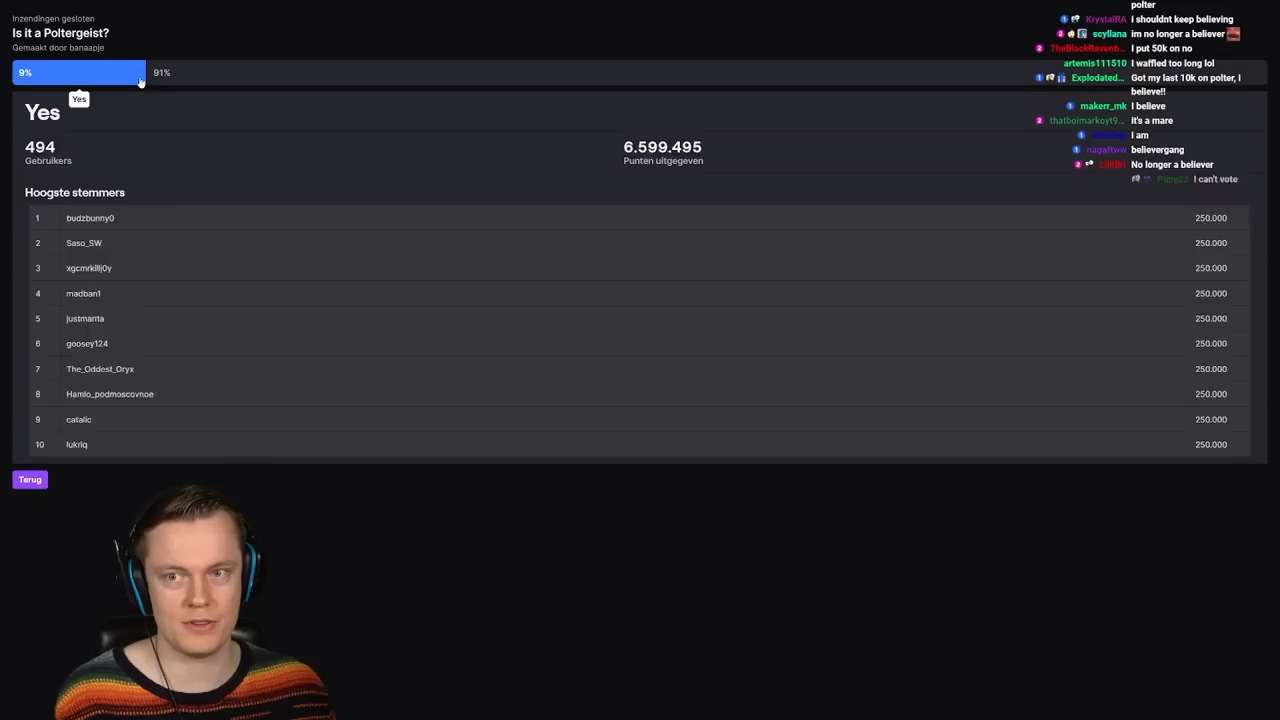 Inzendingen gesloten
Is it a Poltergeist?
Gemaakt door banaapje
9%
91%
Yes
Yes
494
Gebruikers
6.599.495
Punten uitgegeven
Hoogste stemmers
1 budzbunny0 250.000
2 Saso_SW 250.000
3 xgcmrkillj0y 250.000
4 madban1 250.000
5 justmarita 250.000
6 goosey124 250.000
7 The_Oddest_Oryx 250.000
8 Hamlo_podmoscovnoe 250.000
9 catalic 250.000
10 lukriq 250.000
Terug
polter
KrystalRA I shouldnt keep believing
scyllana im no longer a believer
TheBlackRaven6… I put 50k on no
artemis111510 I waffled too long lol
Explodated… Got my last 10k on polter, I
believe!!
makerr_mk I believe
thatboimarkoyt9… it's a mare
I am
nagaftww believergang
No longer a believer
I can't vote